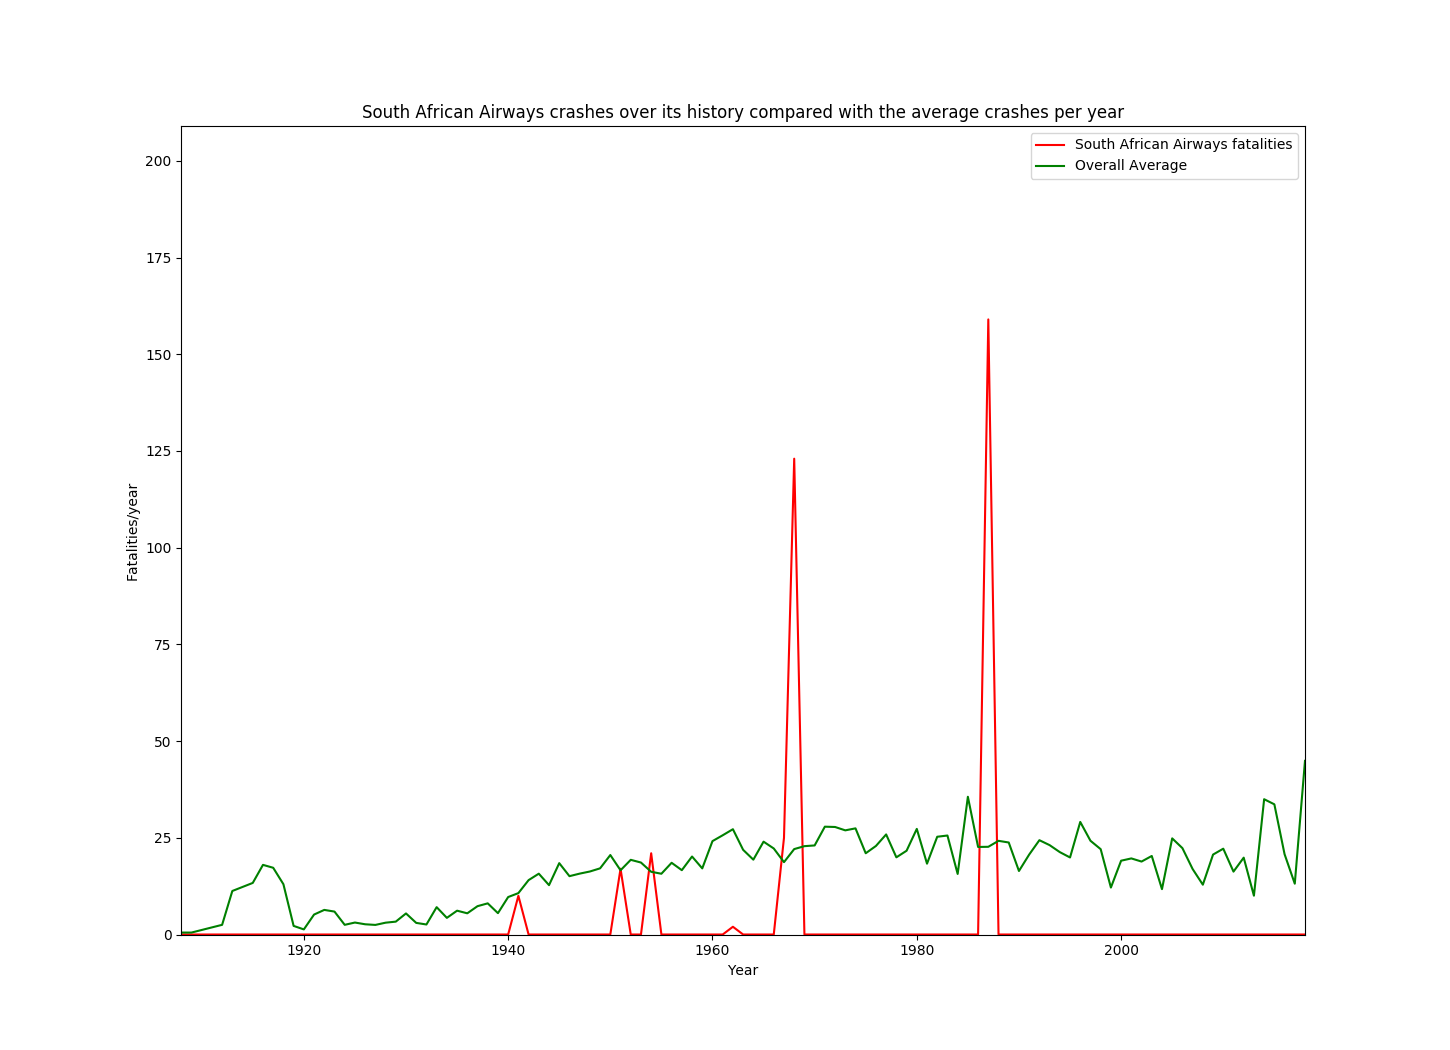 South African Airways crashes over its history compared with the average crashes per year
South African Airways fatalities
Overall Average
200
175
150
125
100
75
50
25
0
Fatalities/year
1920 1940 1960 1980 2000
Year